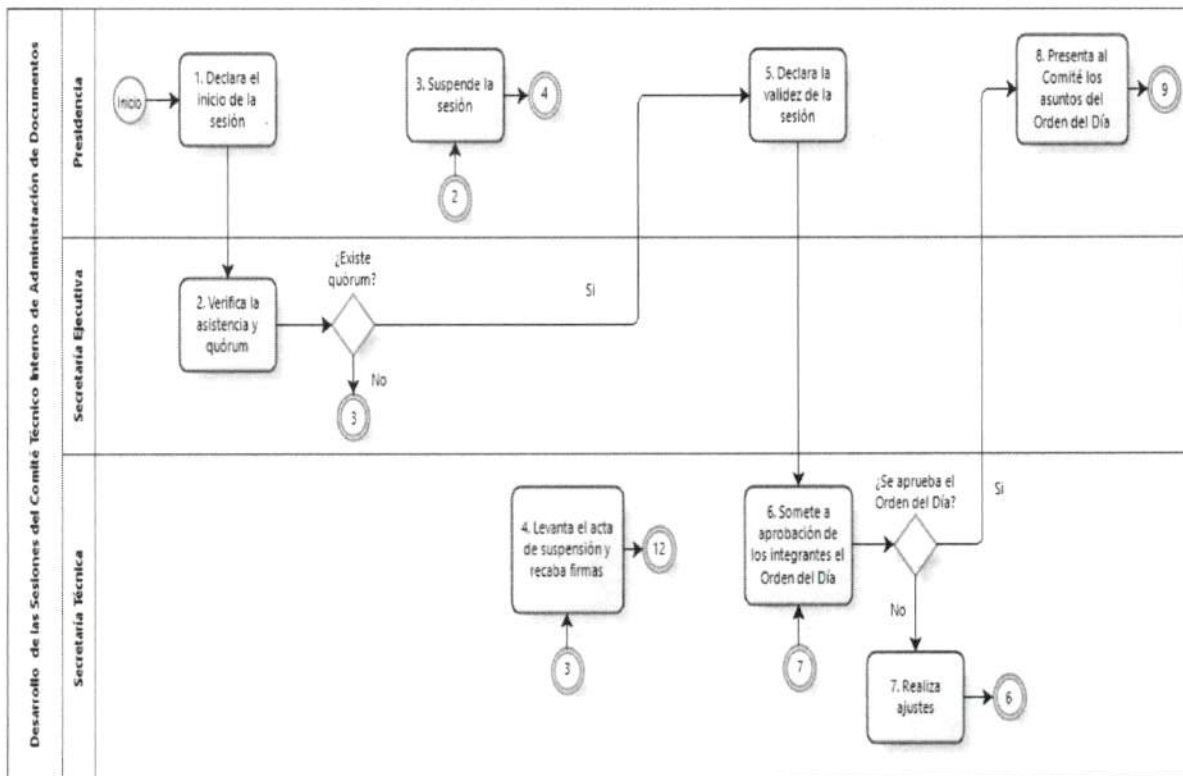 Desarrollo de las Sesiones del Comité Técnico Interno de Administración de Documentos
Presidencia
Inicio
1. Declara el
inicio de la
sesión
3. Suspende la
sesión
4
2
5. Declara la
validez de la
sesión
8. Presenta al
Comité los
asuntos del
Orden del Día
9
Secretaría Ejecutiva
2. Verifica la
asistencia y
quórum
¿Existe
quórum?
Si
No
3
Secretaría Técnica
4. Levanta el acta
de suspensión y
recaba firmas
12
3
6. Somete a
aprobación de
los integrantes el
Orden del Día
7
¿Se aprueba el
Orden del Día?
Si
No
7. Realiza
ajustes
6